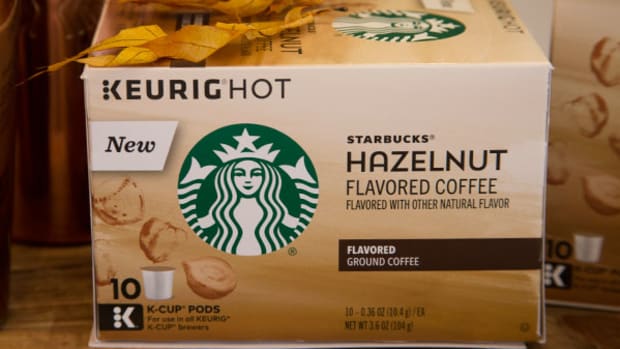 HAZELNUT
KEURIG® HOT
New
STARBUCKS®
HAZELNUT
FLAVORED COFFEE
FLAVORED WITH OTHER NATURAL FLAVOR
FLAVORED
GROUND COFFEE
10
K-CUP® PODS
For use in all KEURIG®
K-CUP® brewers
10 - 0.36 OZ (10.4g) / EA
NET WT 3.6 OZ (104g)
10
K-CUP